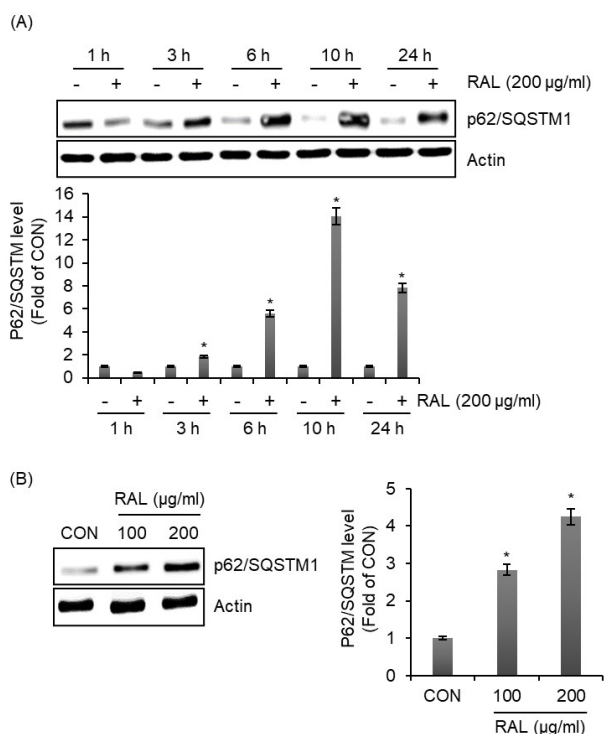 (A)
1 h 3 h 6 h 10 h 24 h
- + - + - + - + - + RAL (200 µg/ml)
p62/SQSTM1
Actin
P62/SQSTM level
(Fold of CON)
16
14
12
10
8
6
4
2
0
* * * *
- + - + - + - + - + RAL (200 µg/ml)
1 h 3 h 6 h 10 h 24 h
(B)
RAL (µg/ml)
CON 100 200
p62/SQSTM1
Actin
P62/SQSTM level
(Fold of CON)
5
4
3
2
1
0
* *
CON 100 200
RAL (µg/ml)